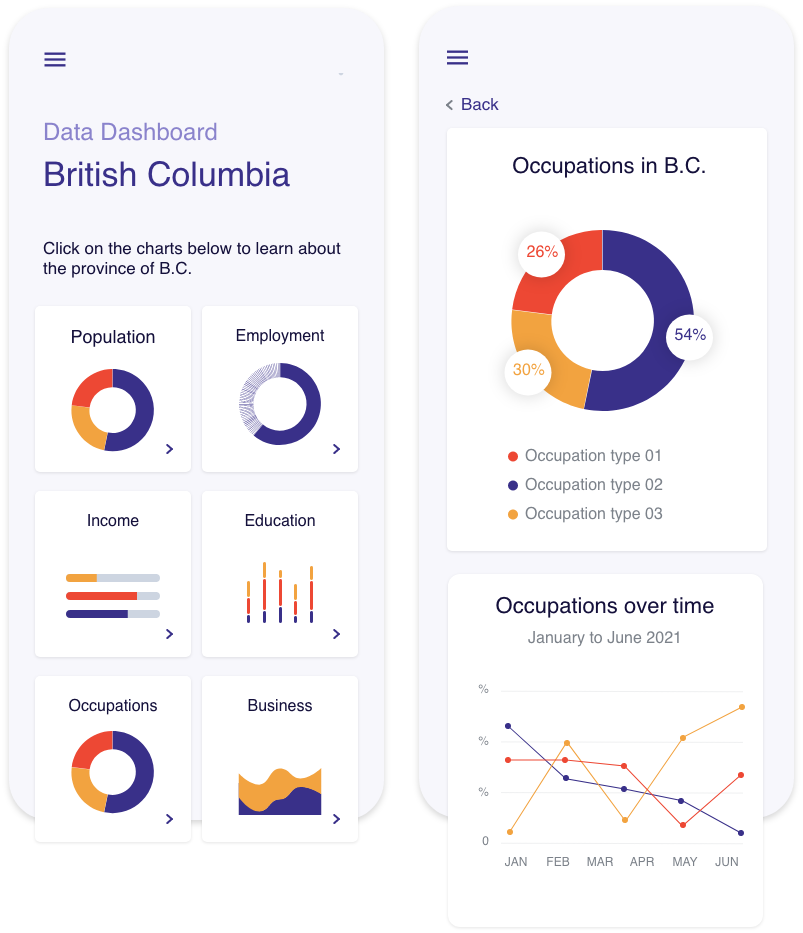 Data Dashboard
British Columbia
Click on the charts below to learn about
the province of B.C.
Population
Employment
Income
Education
Occupations
Business
Back
Occupations in B.C.
26%
54%
30%
Occupation type 01
Occupation type 02
Occupation type 03
Occupations over time
January to June 2021
%
%
%
0
JAN FEB MAR APR MAY JUN